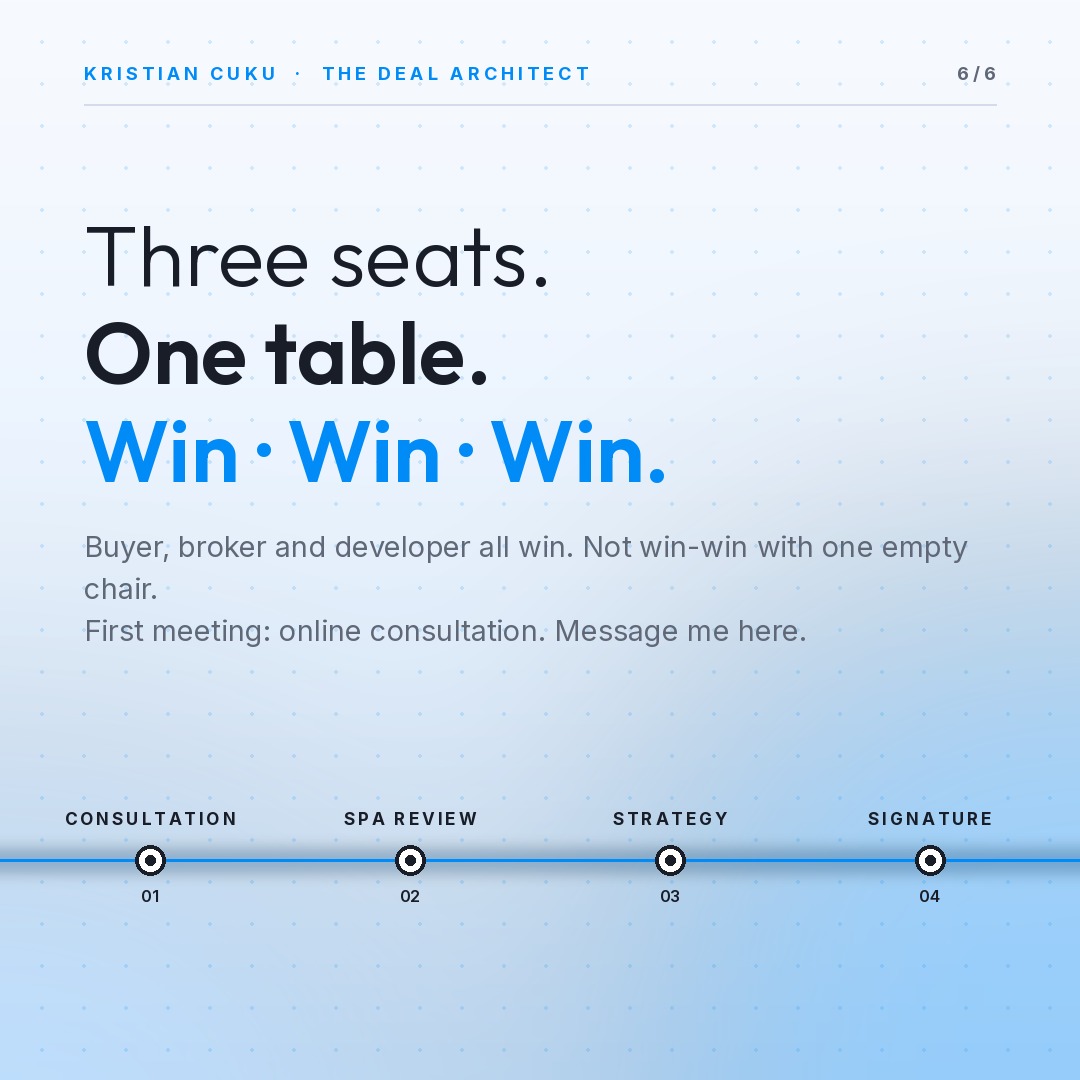 KRISTIAN CUKU · THE DEAL ARCHITECT
6/6
Three seats.
One table.
Win · Win · Win.
Buyer, broker and developer all win. Not win-win with one empty
chair.
First meeting: online consultation. Message me here.
CONSULTATION
SPA REVIEW
STRATEGY
SIGNATURE
01
02
03
04